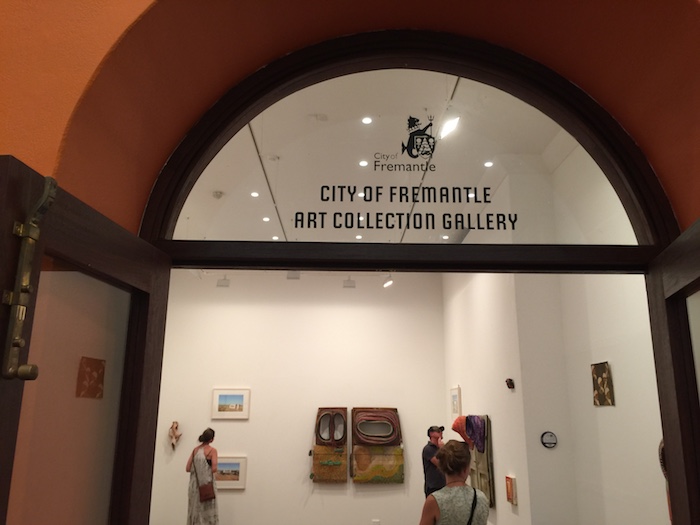 City of
Fremantle
CITY OF FREMANTLE
ART COLLECTION GALLERY